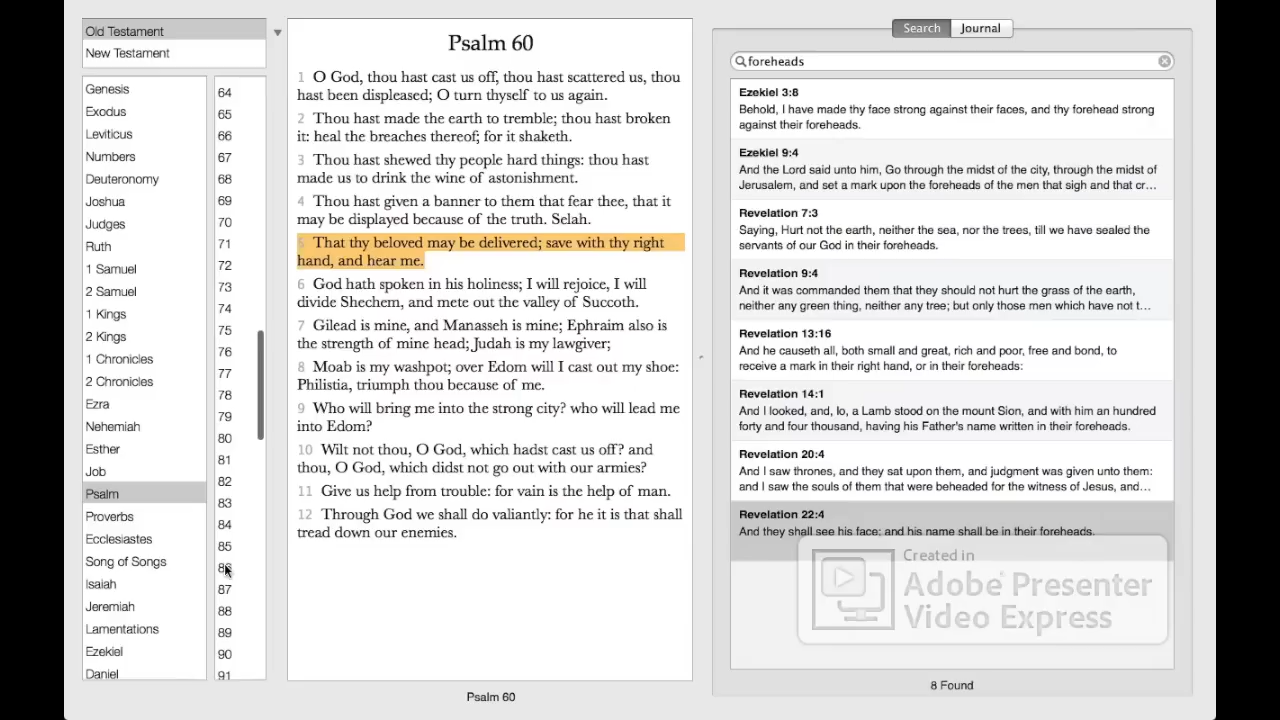 Old Testament
New Testament
Genesis
Exodus
Leviticus
Numbers
Deuteronomy
Joshua
Judges
Ruth
1 Samuel
2 Samuel
1 Kings
2 Kings
1 Chronicles
2 Chronicles
Ezra
Nehemiah
Esther
Job
Psalm
Proverbs
Ecclesiastes
Song of Songs
Isaiah
Jeremiah
Lamentations
Ezekiel
Daniel
64
65
66
67
68
69
70
71
72
73
74
75
76
77
78
79
80
81
82
83
84
85
87
88
89
90
91
Psalm 60
1 O God, thou hast cast us off, thou hast scattered us, thou
hast been displeased; O turn thyself to us again.
2 Thou hast made the earth to tremble; thou hast broken
it: heal the breaches thereof; for it shaketh.
3 Thou hast shewed thy people hard things: thou hast
made us to drink the wine of astonishment.
4 Thou hast given a banner to them that fear thee, that it
may be displayed because of the truth. Selah.
5 That thy beloved may be delivered; save with thy right
hand, and hear me.
6 God hath spoken in his holiness; I will rejoice, I will
divide Shechem, and mete out the valley of Succoth.
7 Gilead is mine, and Manasseh is mine; Ephraim also is
the strength of mine head; Judah is my lawgiver;
8 Moab is my washpot; over Edom will I cast out my shoe:
Philistia, triumph thou because of me.
9 Who will bring me into the strong city? who will lead me
into Edom?
10 Wilt not thou, O God, which hadst cast us off? and
thou, O God, which didst not go out with our armies?
11 Give us help from trouble: for vain is the help of man.
12 Through God we shall do valiantly: for he it is that shall
tread down our enemies.
Psalm 60
Search Journal
foreheads
Ezekiel 3:8
Behold, I have made thy face strong against their faces, and thy forehead strong
against their foreheads.
Ezekiel 9:4
And the Lord said unto him, Go through the midst of the city, through the midst of
Jerusalem, and set a mark upon the foreheads of the men that sigh and that cr...
Revelation 7:3
Saying, Hurt not the earth, neither the sea, nor the trees, till we have sealed the
servants of our God in their foreheads.
Revelation 9:4
And it was commanded them that they should not hurt the grass of the earth,
neither any green thing, neither any tree; but only those men which have not t...
Revelation 13:16
And he causeth all, both small and great, rich and poor, free and bond, to
receive a mark in their right hand, or in their foreheads:
Revelation 14:1
And I looked, and, lo, a Lamb stood on the mount Sion, and with him an hundred
forty and four thousand, having his Father's name written in their foreheads.
Revelation 20:4
And I saw thrones, and they sat upon them, and judgment was given unto them:
and I saw the souls of them that were beheaded for the witness of Jesus, and...
Revelation 22:4
And they shall see his face; and his name shall be in their foreheads.
Created in
Adobe Presenter
Video Express
8 Found